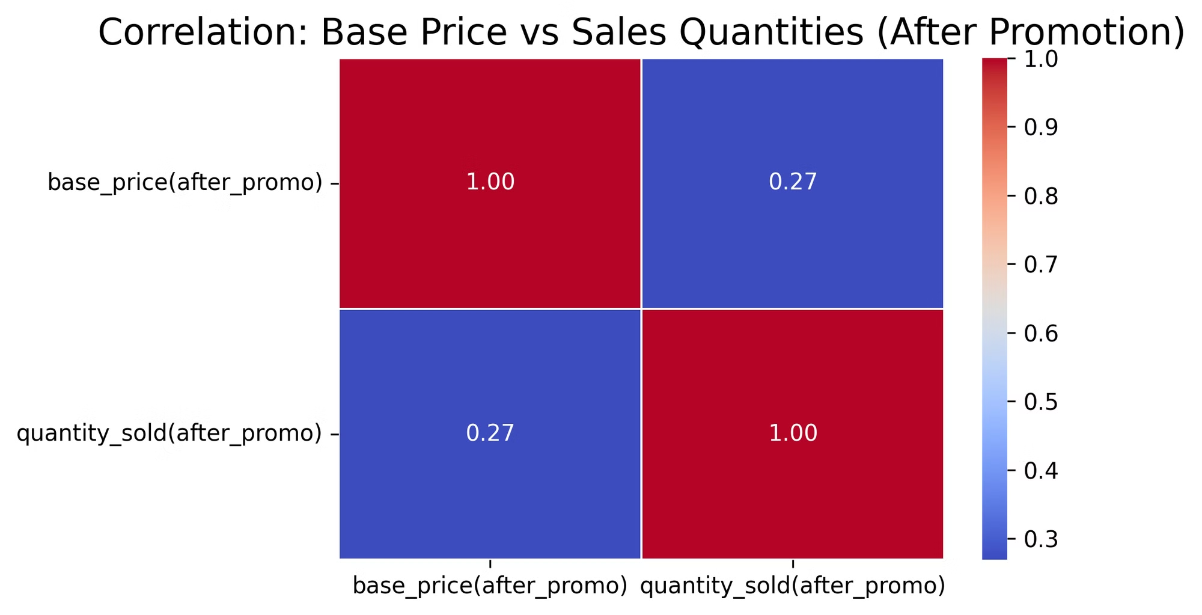 Correlation: Base Price vs Sales Quantities (After Promotion)
base_price(after_promo)
quantity_sold(after_promo)
1.00
0.27
0.27
1.00
base_price(after_promo)
quantity_sold(after_promo)
1.0
0.9
0.8
0.7
0.6
0.5
0.4
0.3